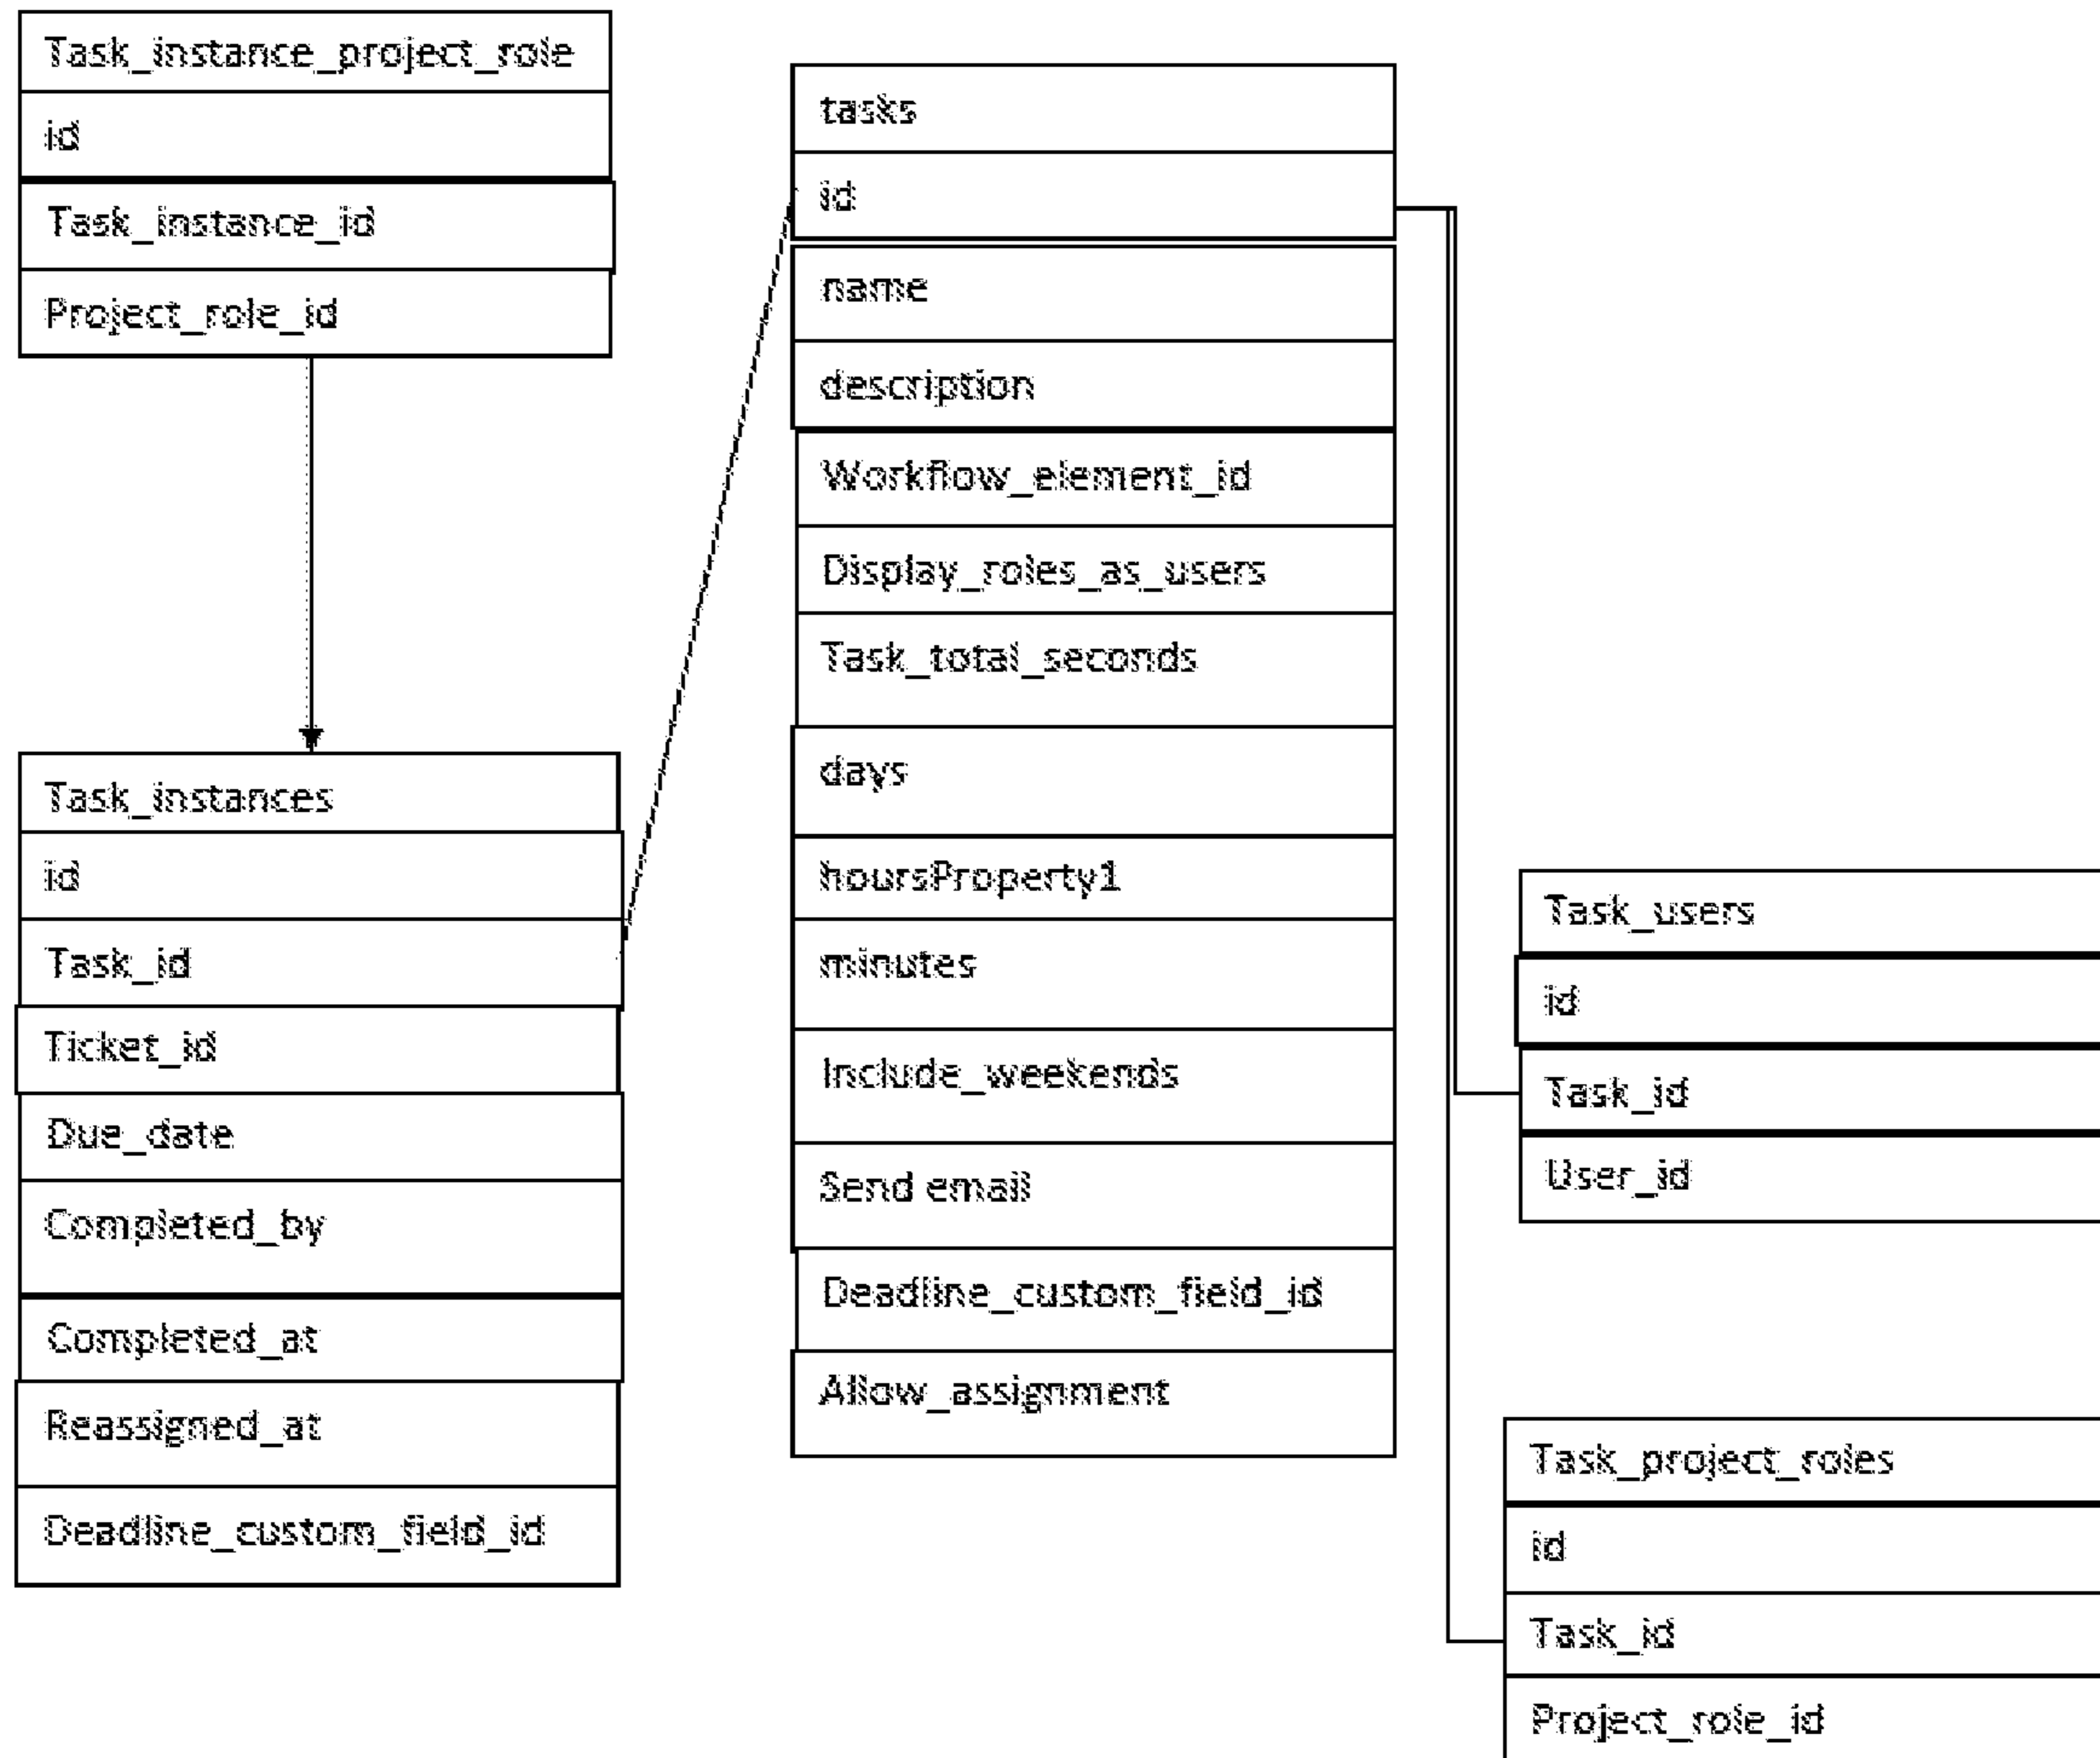 Task_instance_project_role
id
Task_instance_id
Project_role_id
Task_instances
id
Task_id
Ticket_id
Due_date
Completed_by
Completed_at
Reassigned_at
Deadline_custom_field_id
tasks
id
name
description
Workflow_element_id
Display_roles_as_users
Task_total_seconds
days
hoursProperty1
minutes
Include_weekends
Send email
Deadline_custom_field_id
Allow_assignment
Task_users
id
Task_id
User_id
Task_project_roles
id
Task_id
Project_role_id